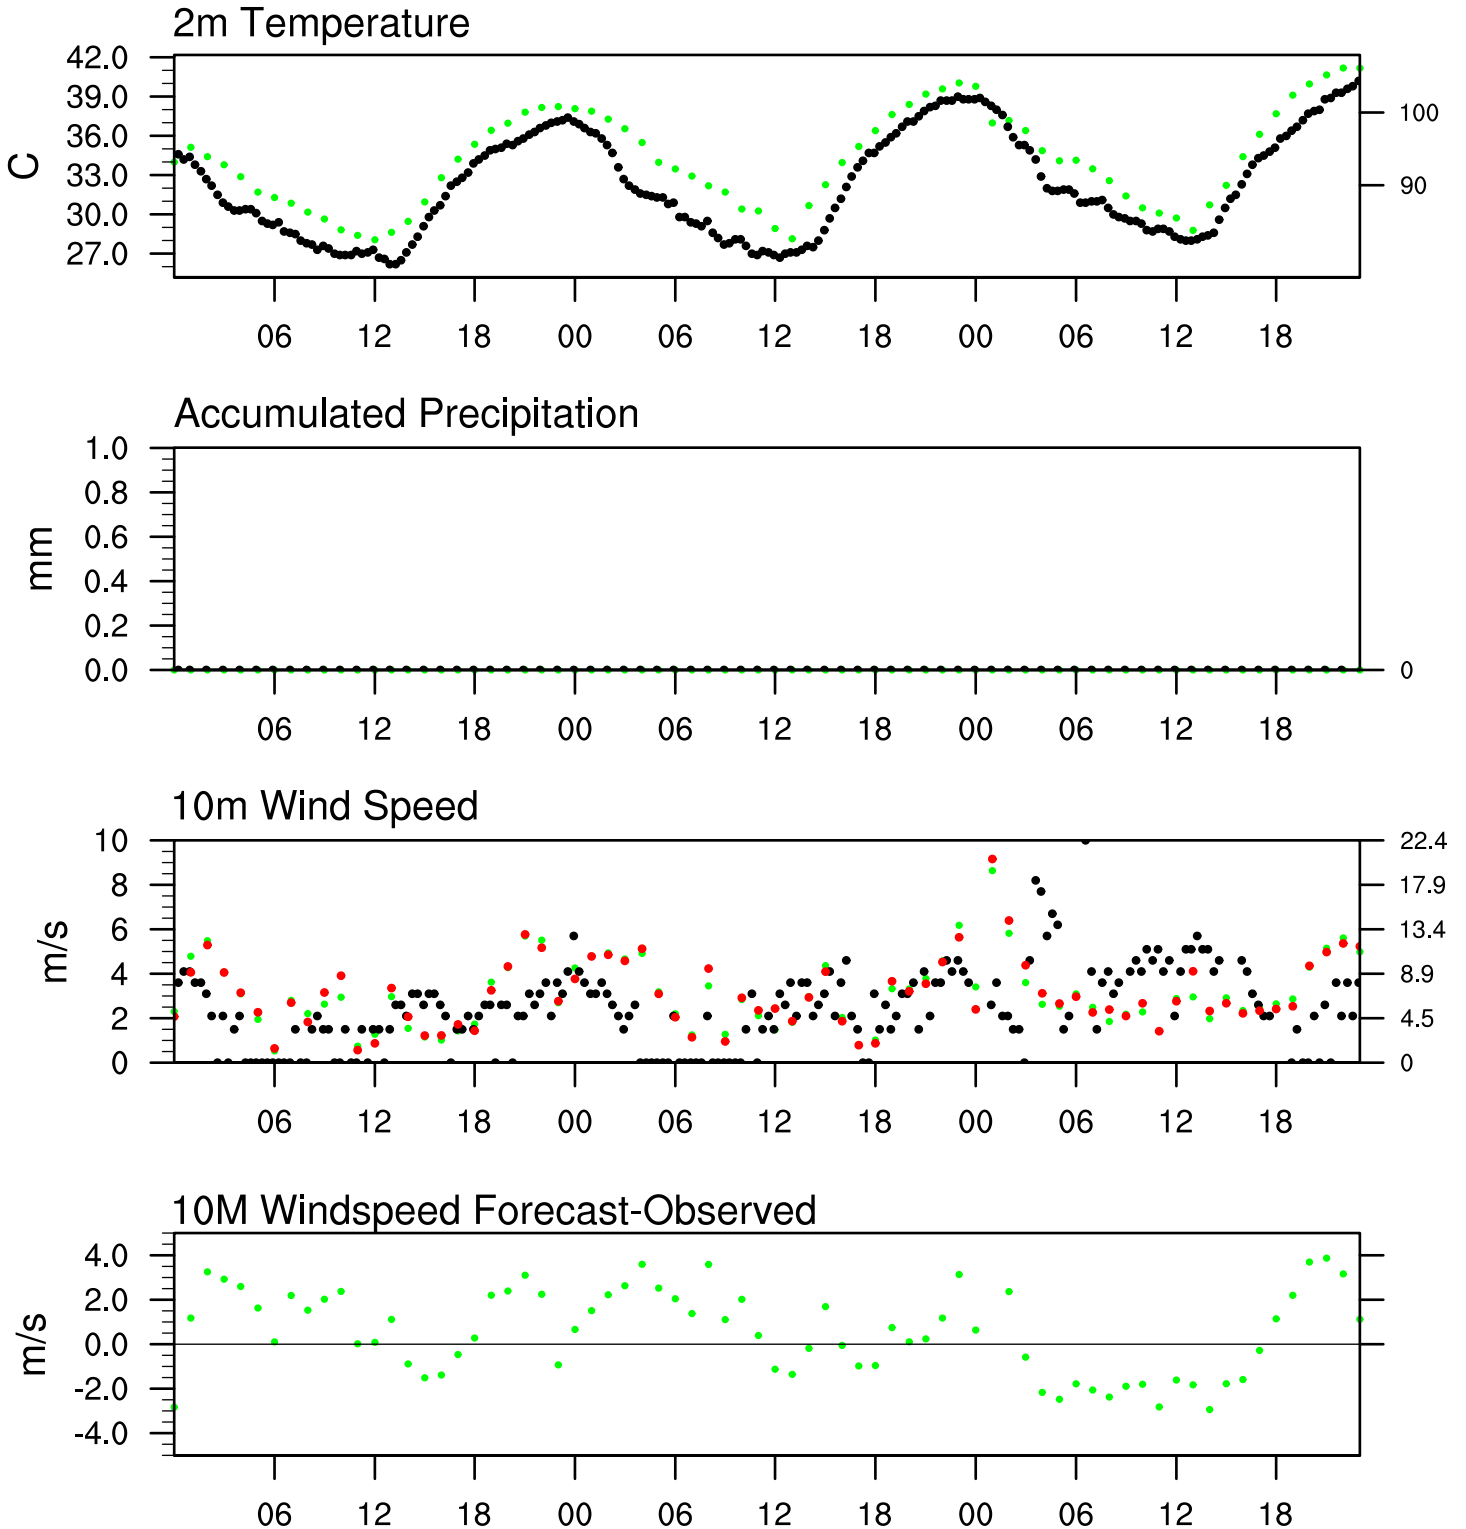 2m Temperature
42.0
39.0
36.0
33.0
30.0
27.0
C
100
90
06 12 18 00 06 12 18 00 06 12 18
Accumulated Precipitation
1.0
0.8
0.6
0.4
0.2
0.0
mm
0
06 12 18 00 06 12 18 00 06 12 18
10m Wind Speed
10
8
6
4
2
0
m/s
22.4
17.9
13.4
8.9
4.5
0
06 12 18 00 06 12 18 00 06 12 18
10M Windspeed Forecast-Observed
4.0
2.0
0.0
-2.0
-4.0
m/s
06 12 18 00 06 12 18 00 06 12 18